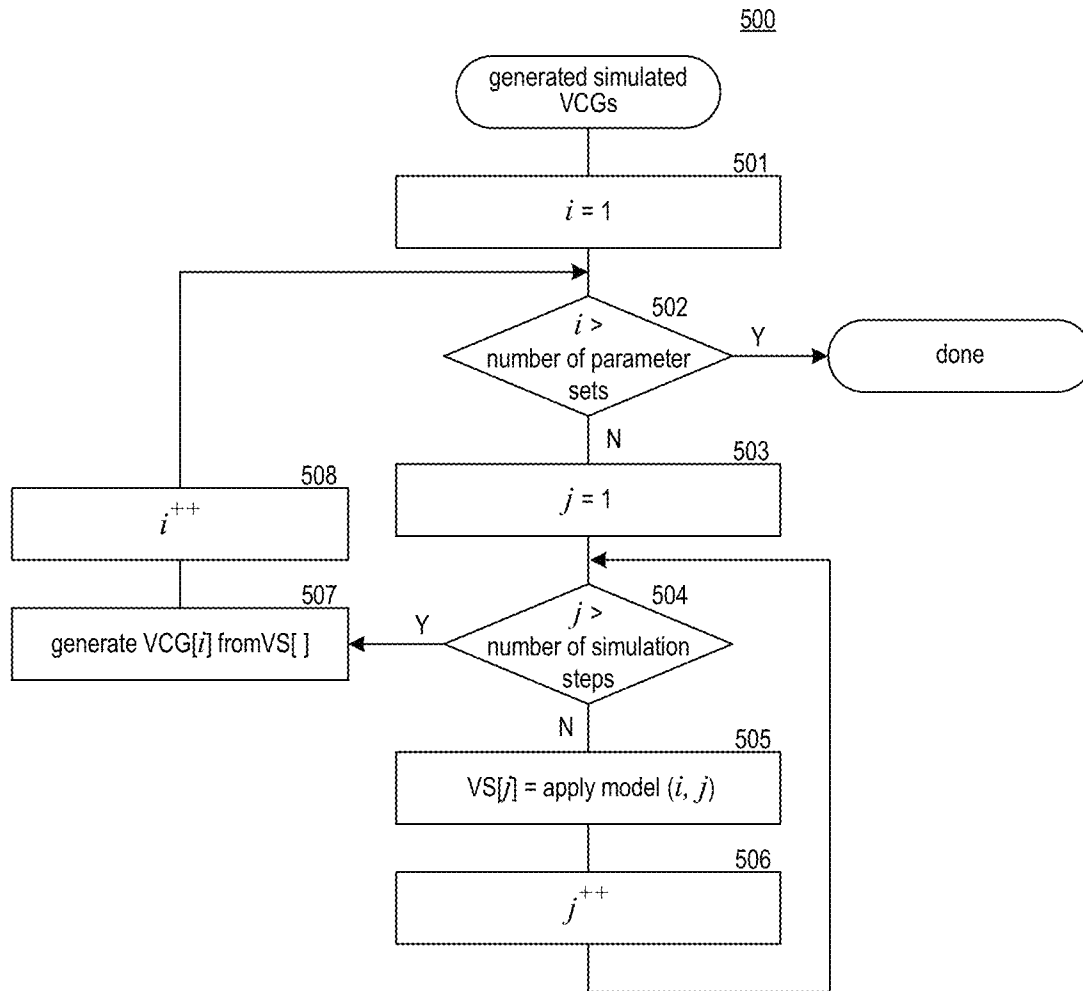 500
generated simulated
VCGs
501
i = 1
502
i >
number of parameter
sets
Y
done
N
503
j = 1
508
i++
504
j >
number of simulation
steps
Y
507
generate VCG[i] fromVS[ ]
N
505
VS[j] = apply model (i, j)
506
j++